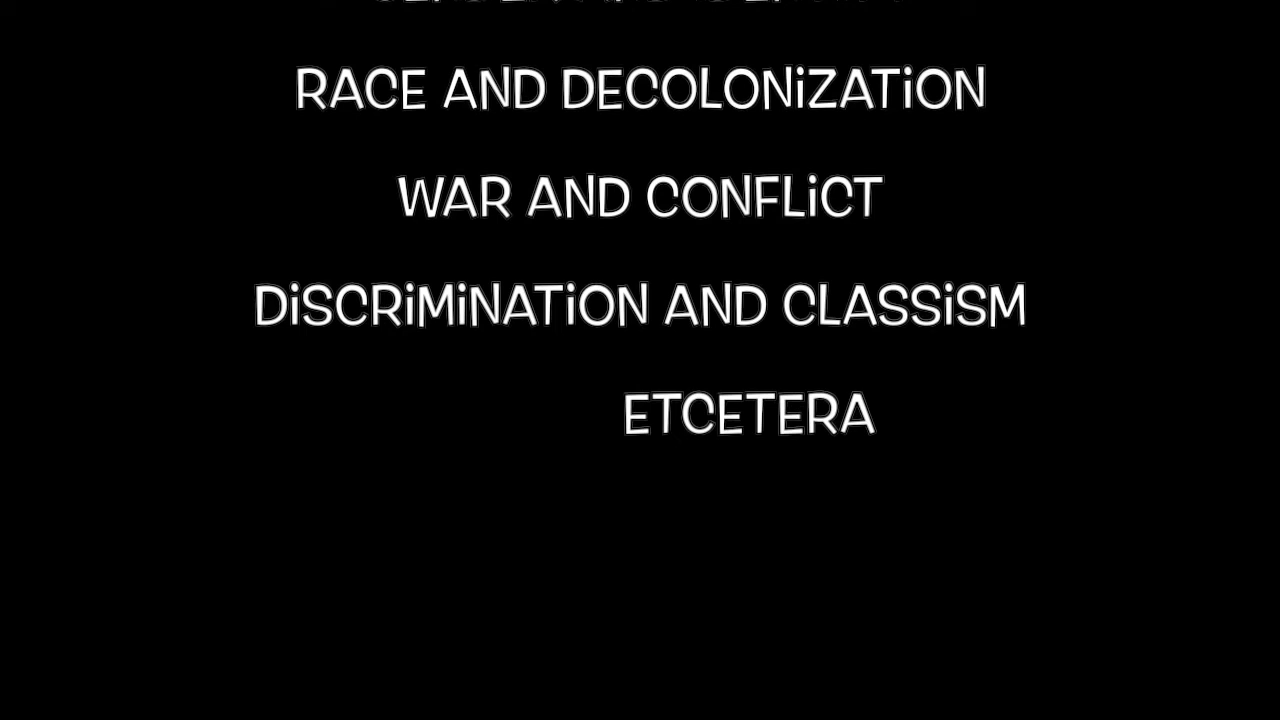 RACE AND DECOLONiZATiON
WAR AND CONFLiCT
DiSCRiMiNATiON AND CLASSiSM
ETCETERA